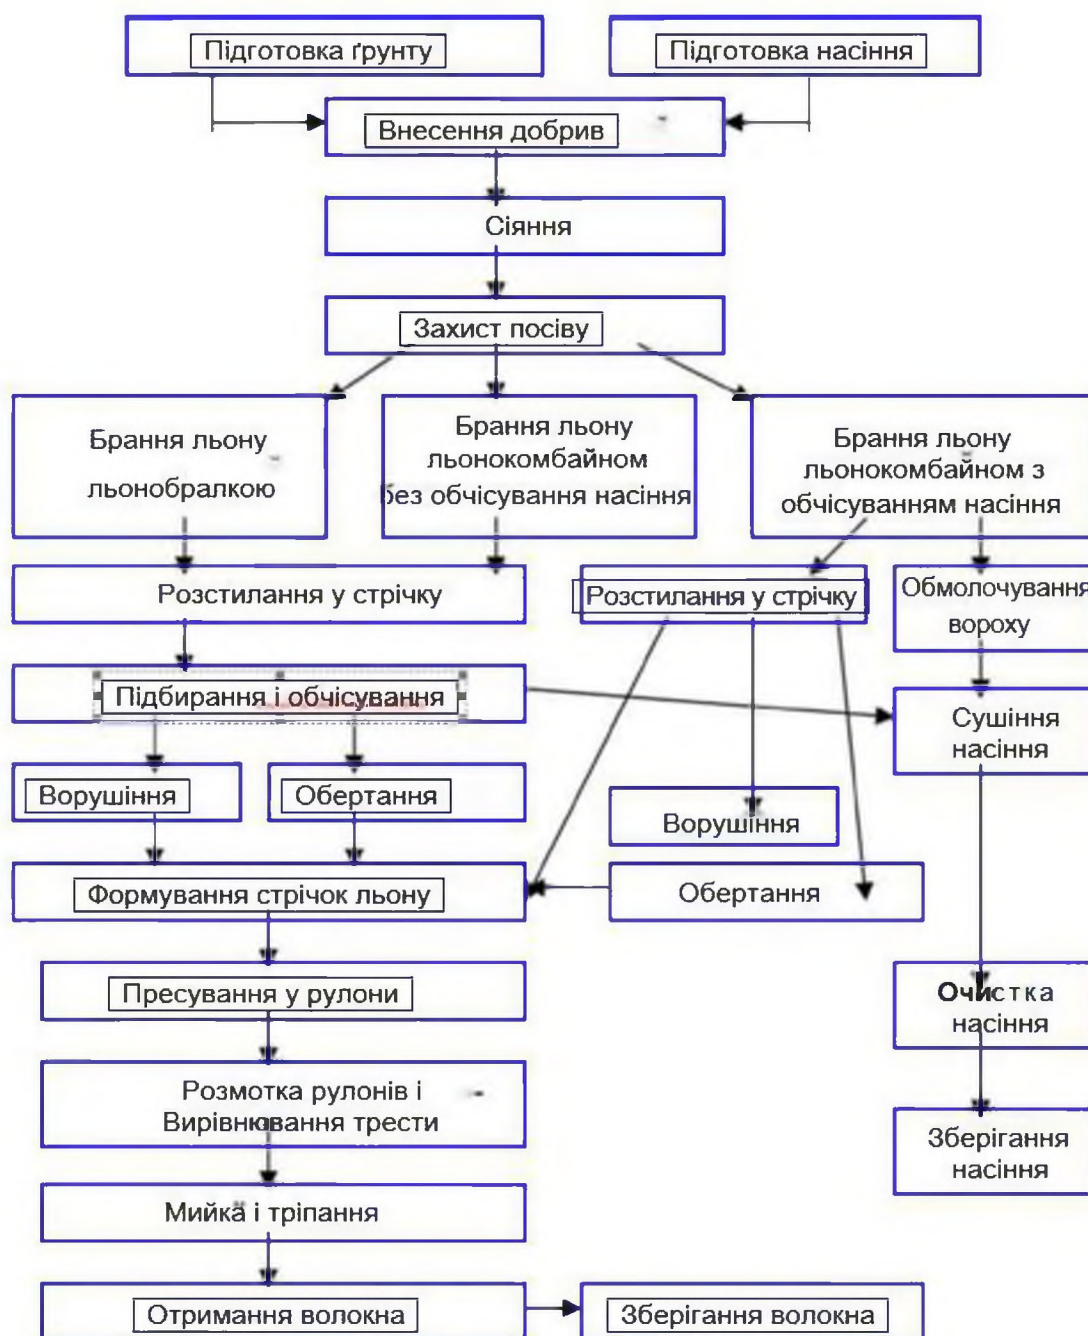 Підготовка ґрунту
Підготовка насіння
Внесення добрив
Сіяння
Захист посіву
Брання льону
льонобралкою
Брання льону
льонокомбайном
без обчісування насіння
Брання льону
льонокомбайном з
обчісуванням насіння
Розстилання у стрічку
Розстилання у стрічку
Обмолочування
вороху
Підбирання і обчісування
Сушіння
насіння
Ворушіння
Обертання
Ворушіння
Формування стрічок льону
Обертання
Пресування у рулони
Очистка
насіння
Розмотка рулонів і
Вирівнювання трести
Зберігання
насіння
Мийка і тріпання
Отримання волокна
Зберігання волокна